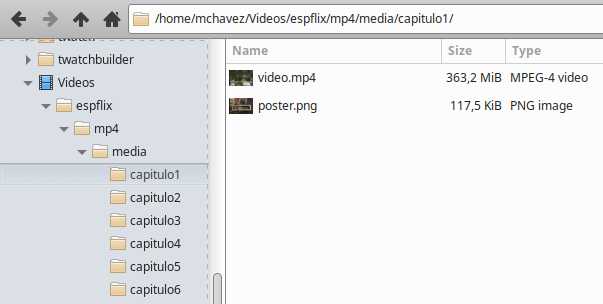 /home/mchavez/Videos/espflix/mp4/media/capitulo1/
twatchbuilder
Videos
espflix
mp4
media
capitulo1
capitulo2
capitulo3
capitulo4
capitulo5
capitulo6
Name Size Type
video.mp4 363,2 MiB MPEG-4 video
poster.png 117,5 KiB PNG image